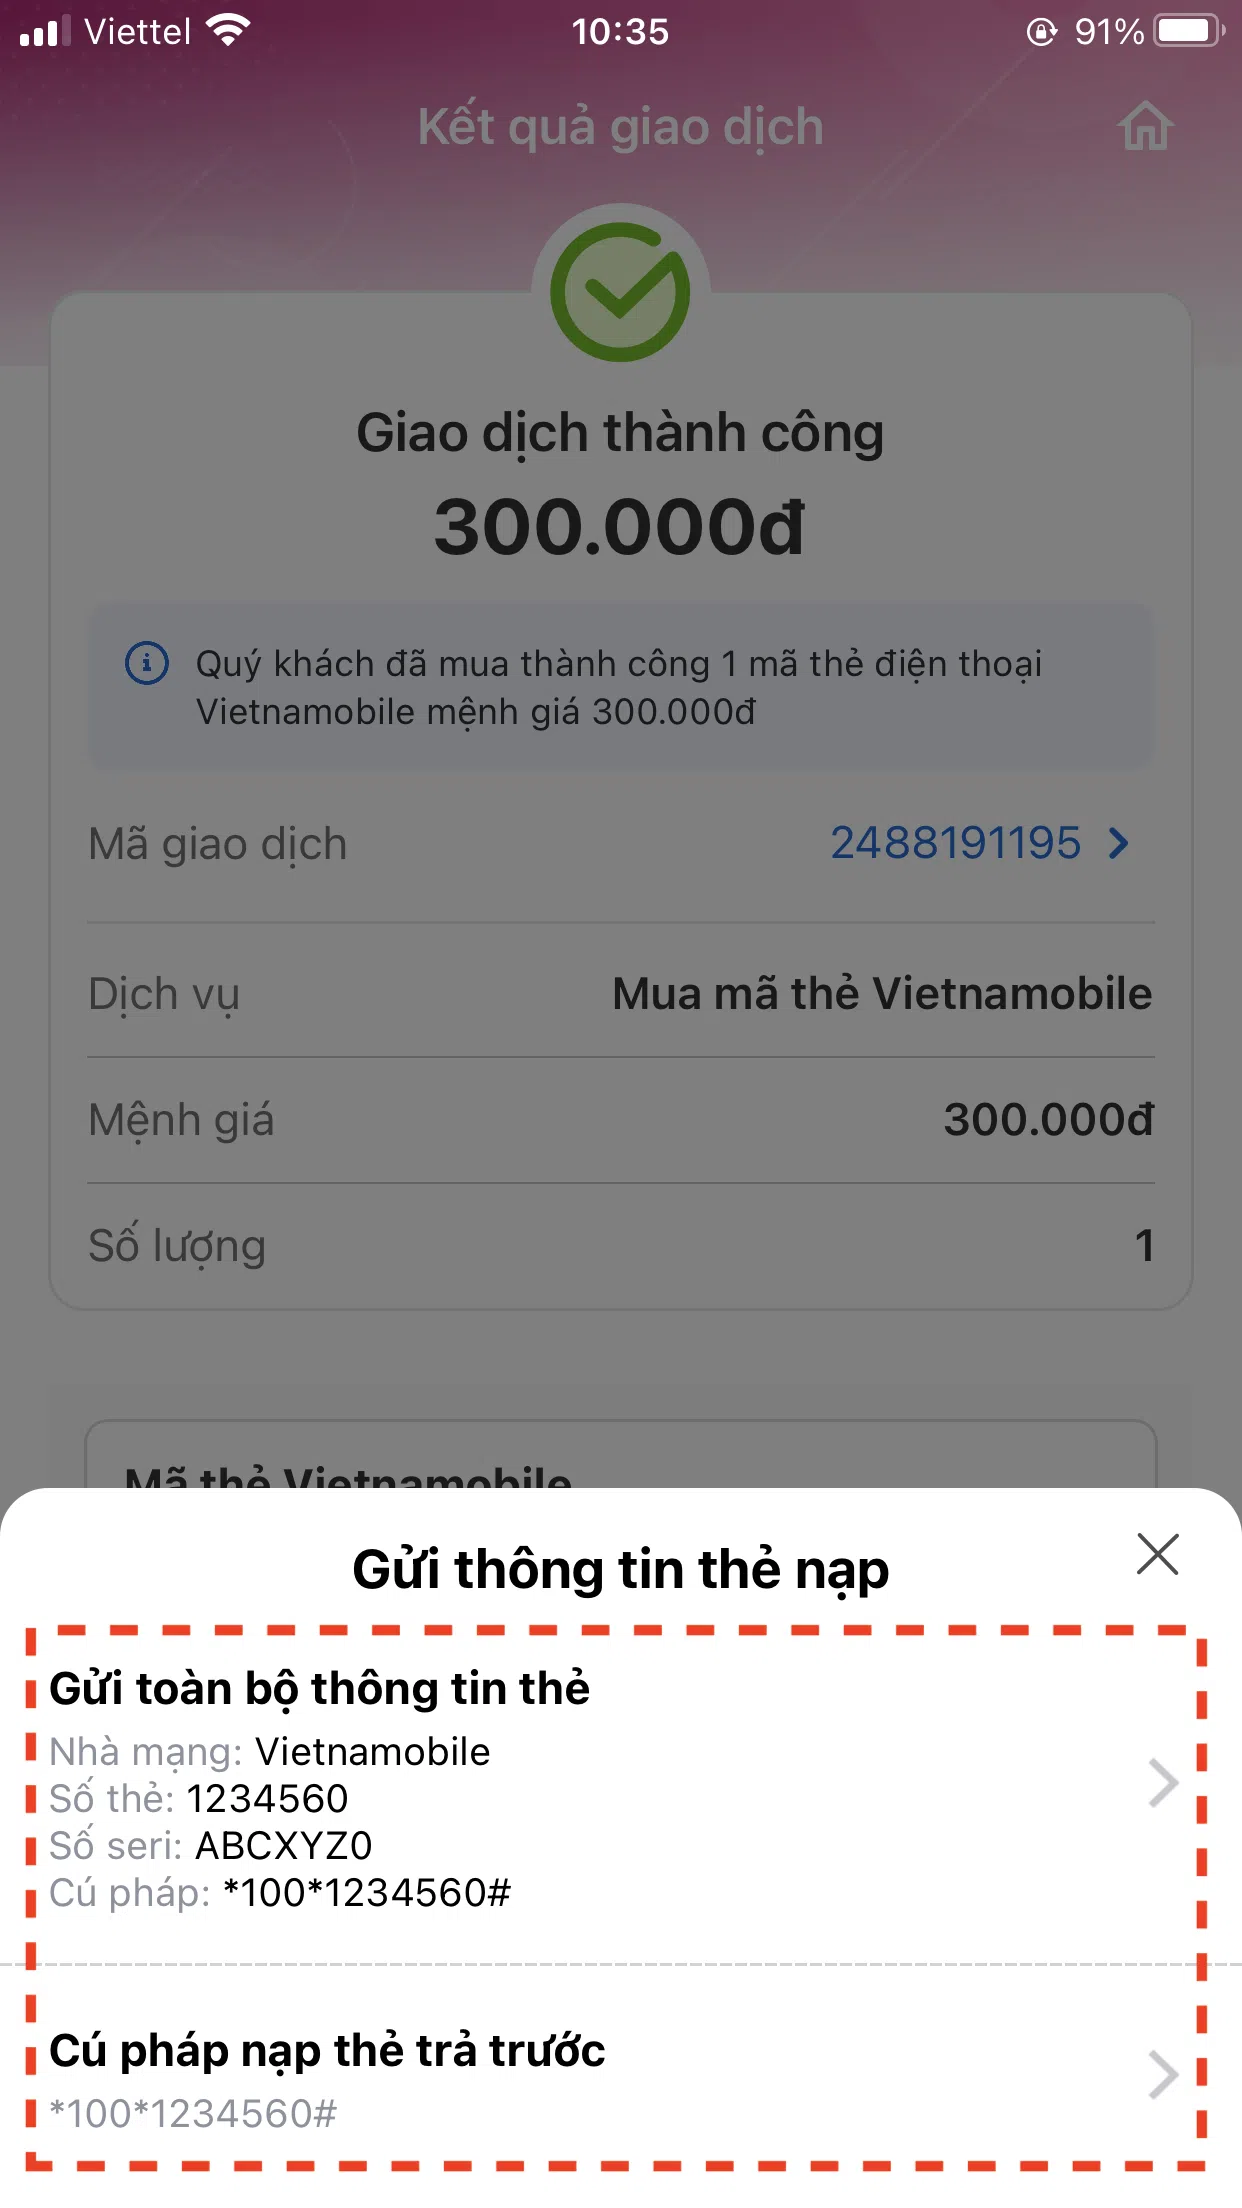 Viettel 10:35 91%
Kết quả giao dịch
Giao dịch thành công
300.000đ
Quý khách đã mua thành công 1 mã thẻ điện thoại
Vietnamobile mệnh giá 300.000đ
Mã giao dịch 2488191195
Dịch vụ Mua mã thẻ Vietnamobile
Mệnh giá 300.000đ
Số lượng 1
Mã thẻ Vietnamobile
Gửi thông tin thẻ nạp
Gửi toàn bộ thông tin thẻ
Nhà mạng: Vietnamobile
Số thẻ: 1234560
Số seri: ABCXYZ0
Cú pháp: *100*1234560#
Cú pháp nạp thẻ trả trước
*100*1234560#